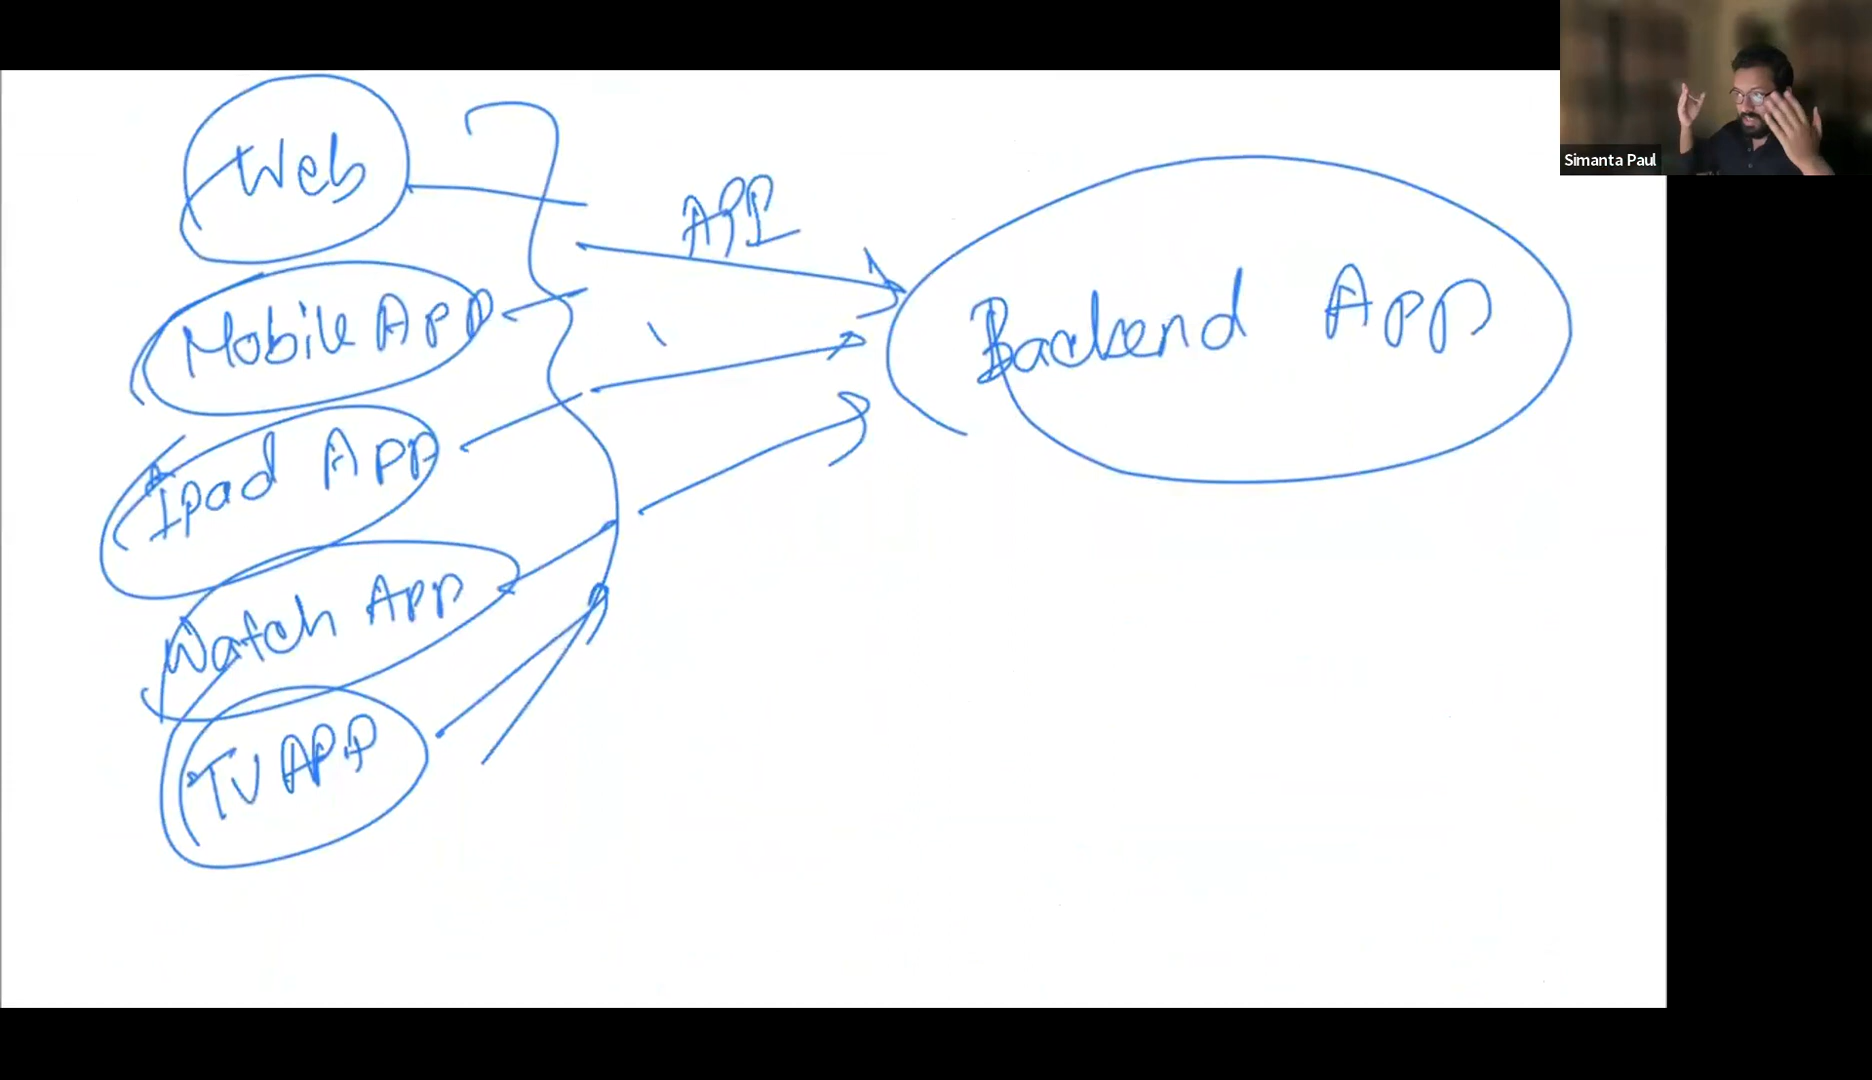 Web
Mobile App
Ipad App
Watch App
TV APP
API
Backend App
Simanta Paul